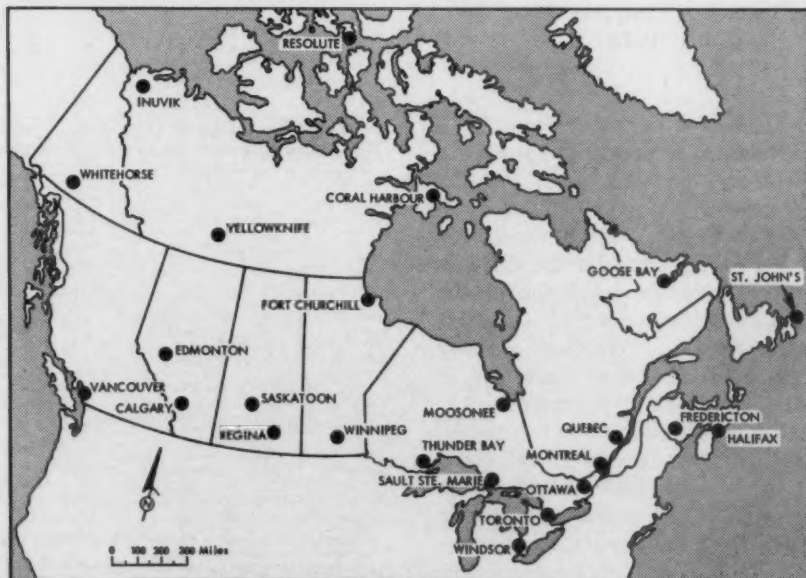 RESOLUTE
INUVIK
WHITEHORSE
CORAL HARBOUR
YELLOWKNIFE
GOOSE BAY
ST. JOHN'S
FORT CHURCHILL
EDMONTON
VANCOUVER
CALGARY
SASKATOON
MOOSONEE
REGINA
WINNIPEG
QUEBEC
FREDERICTON
HALIFAX
THUNDER BAY
MONTREAL
SAULT STE. MARIE
OTTAWA
TORONTO
WINDSOR
N
0 100 200 300 Miles